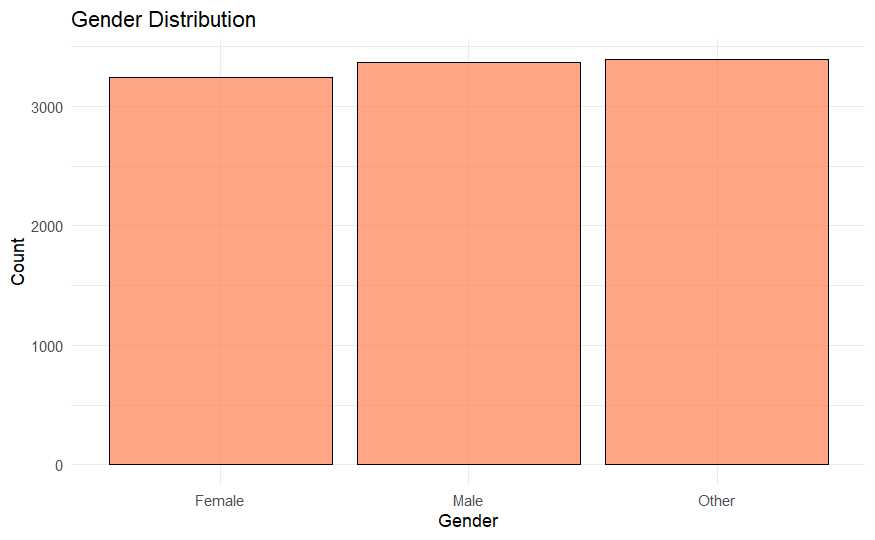 Gender Distribution
3000
2000
1000
0
Count
Female Male Other
Gender